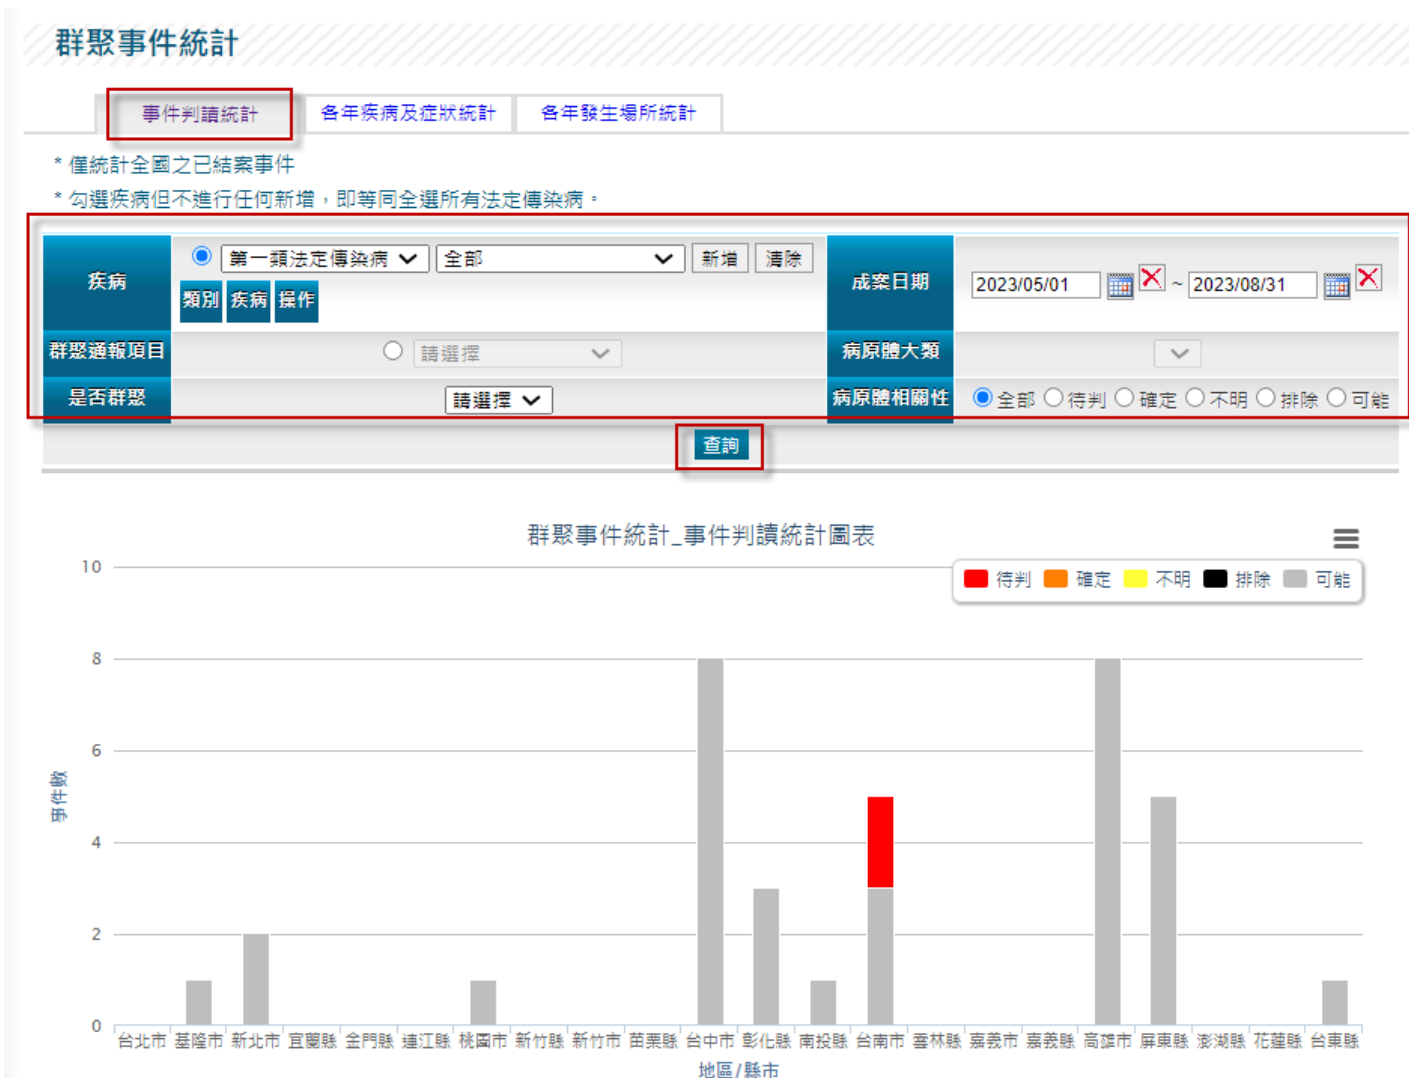 群聚事件統計
事件判讀統計 各年疾病及症狀統計 各年發生場所統計
* 僅統計全國之已結案事件
* 勾選疾病但不進行任何新增，即等同全選所有法定傳染病。
疾病 第一類法定傳染病 全部 新增 清除 成案日期 2023/05/01 ~ 2023/08/31
類別 疾病 操作
群聚通報項目 請選擇 病原體大類
是否群聚 請選擇 病原體相關性 全部 待判 確定 不明 排除 可能
查詢
群聚事件統計_事件判讀統計圖表
待判 確定 不明 排除 可能
10
8
6
4
2
0
事件數
台北市 基隆市 新北市 宜蘭縣 金門縣 連江縣 桃園市 新竹縣 新竹市 苗栗縣 台中市 彰化縣 南投縣 台南市 雲林縣 嘉義市 嘉義縣 高雄市 屏東縣 澎湖縣 花蓮縣 台東縣
地區/縣市